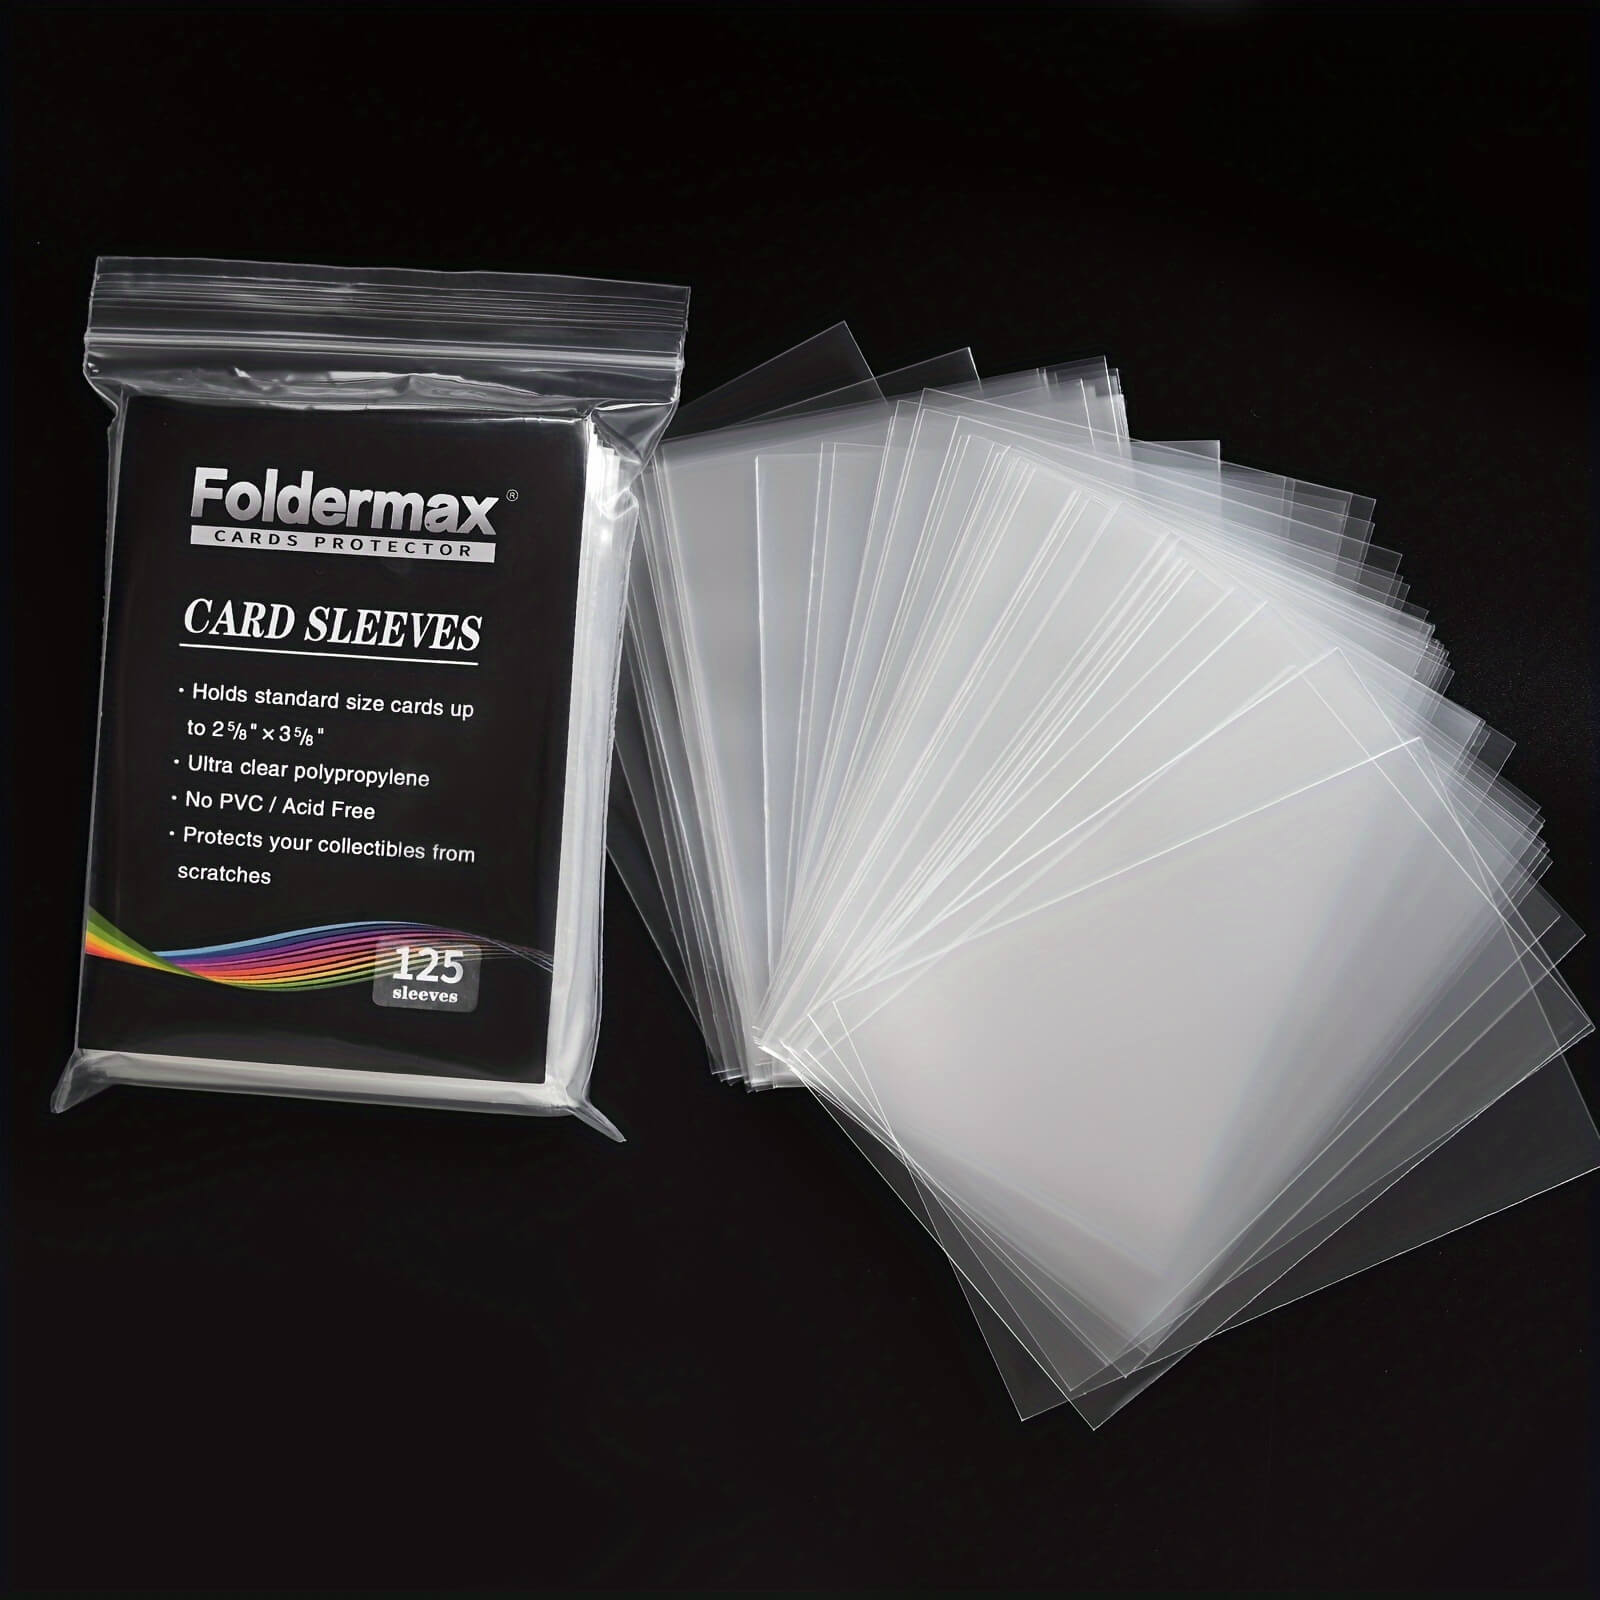 Foldermax®
CARDS PROTECTOR
CARD SLEEVES
• Holds standard size cards up
to 2 5/8" × 3 5/8"
• Ultra clear polypropylene
• No PVC / Acid Free
• Protects your collectibles from
scratches
125
sleeves